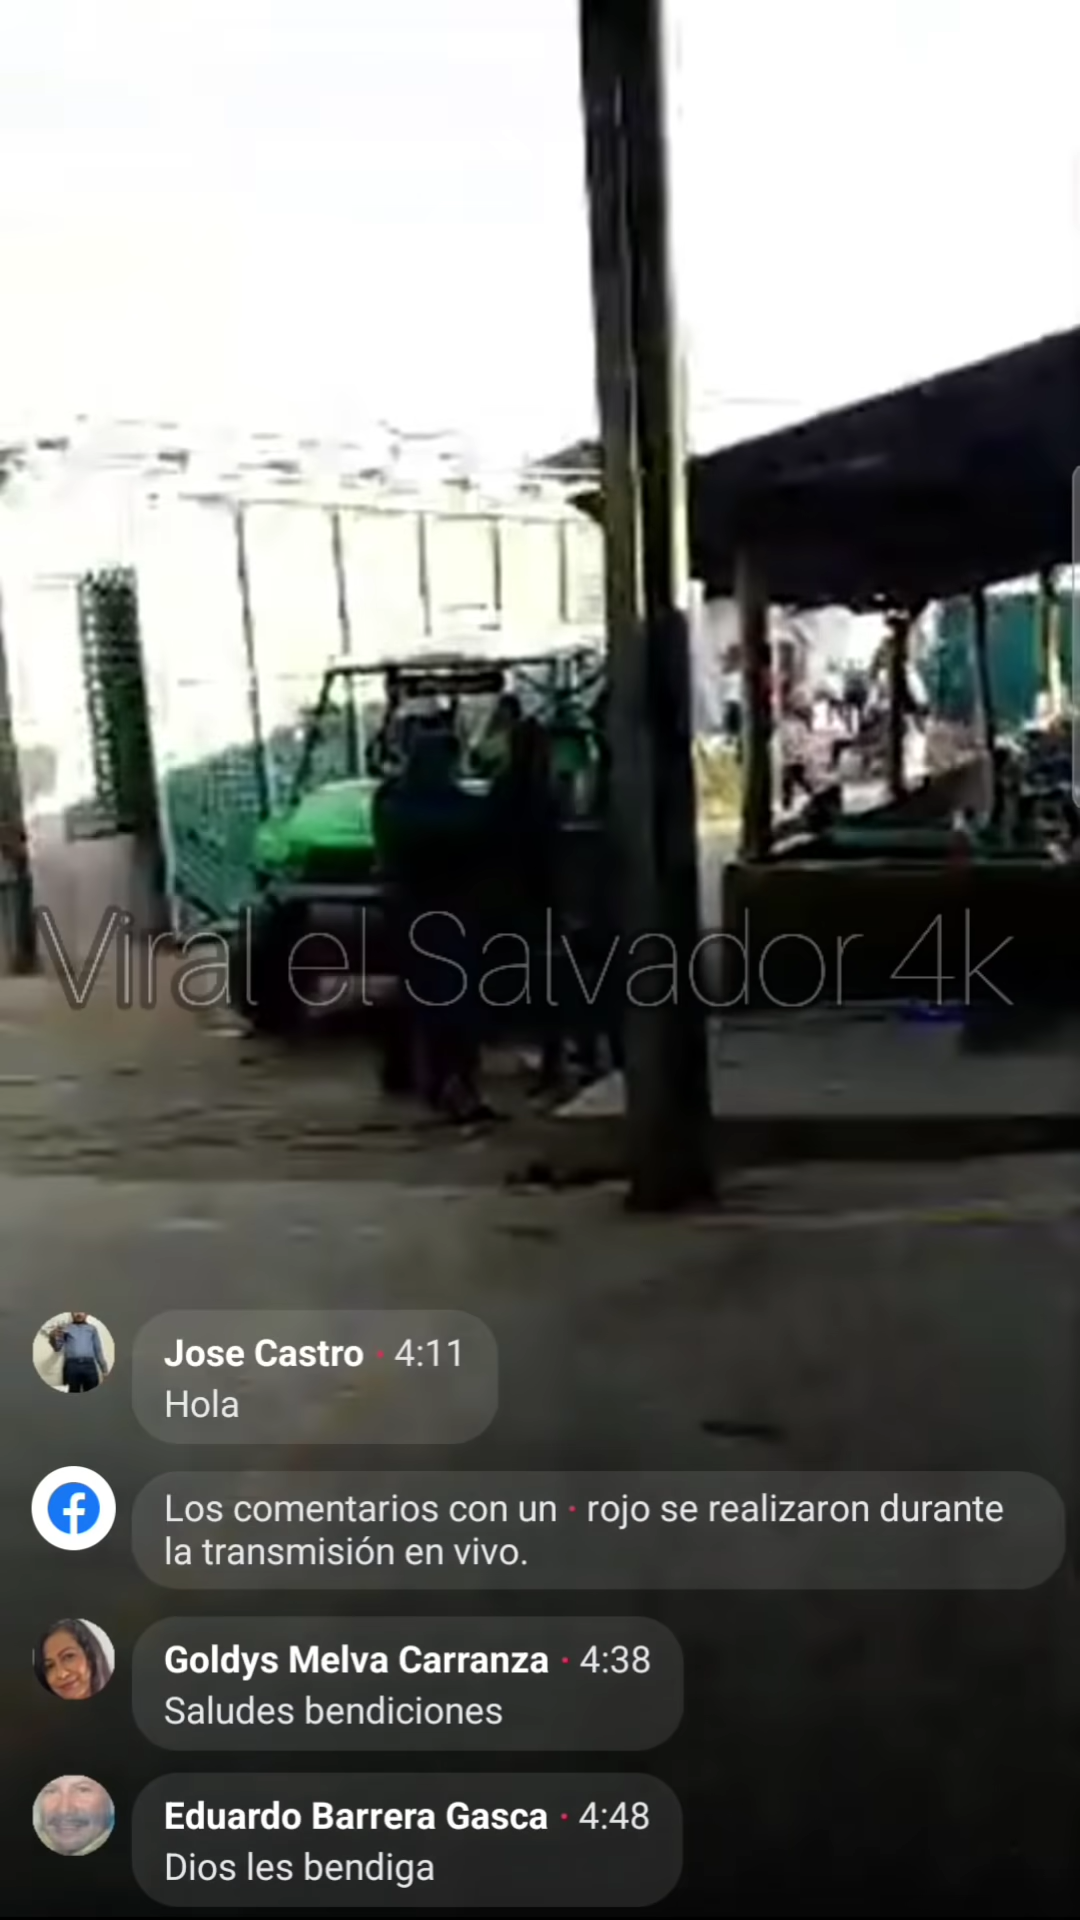 Viral el Salvador 4k
Jose Castro • 4:11
Hola
Los comentarios con un • rojo se realizaron durante
la transmisión en vivo.
Goldys Melva Carranza • 4:38
Saludes bendiciones
Eduardo Barrera Gasca • 4:48
Dios les bendiga